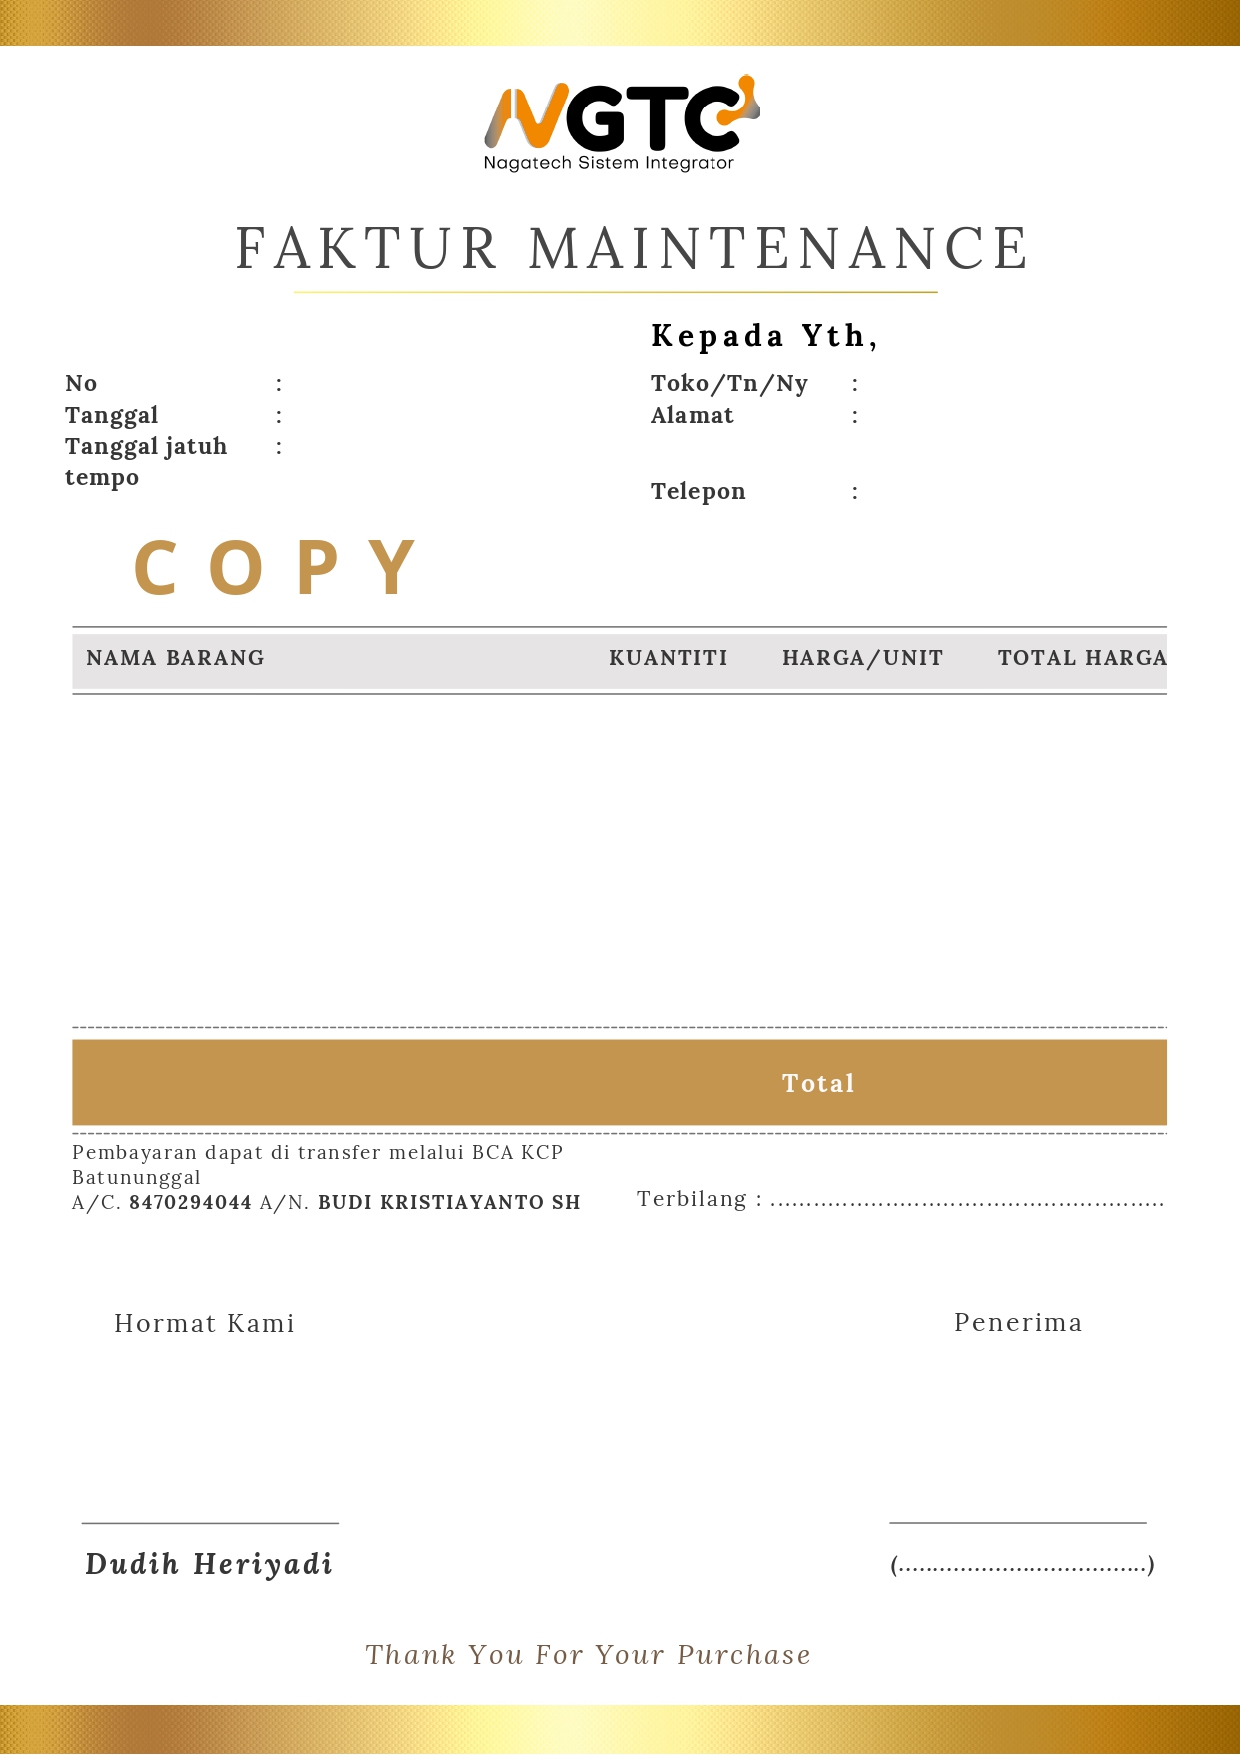 NGTC
Nagatech Sistem Integrator
FAKTUR MAINTENANCE
Kepada Yth,
No :
Tanggal :
Tanggal jatuh :
tempo
Toko/Tn/Ny :
Alamat :
Telepon :
COPY
NAMA BARANG KUANTITI HARGA/UNIT TOTAL HARGA
Total
Pembayaran dapat di transfer melalui BCA KCP
Batununggal
A/C. 8470294044 A/N. BUDI KRISTIAYANTO SH
Terbilang : .......................................................
Hormat Kami
Penerima
Dudih Heriyadi
(....................................)
Thank You For Your Purchase